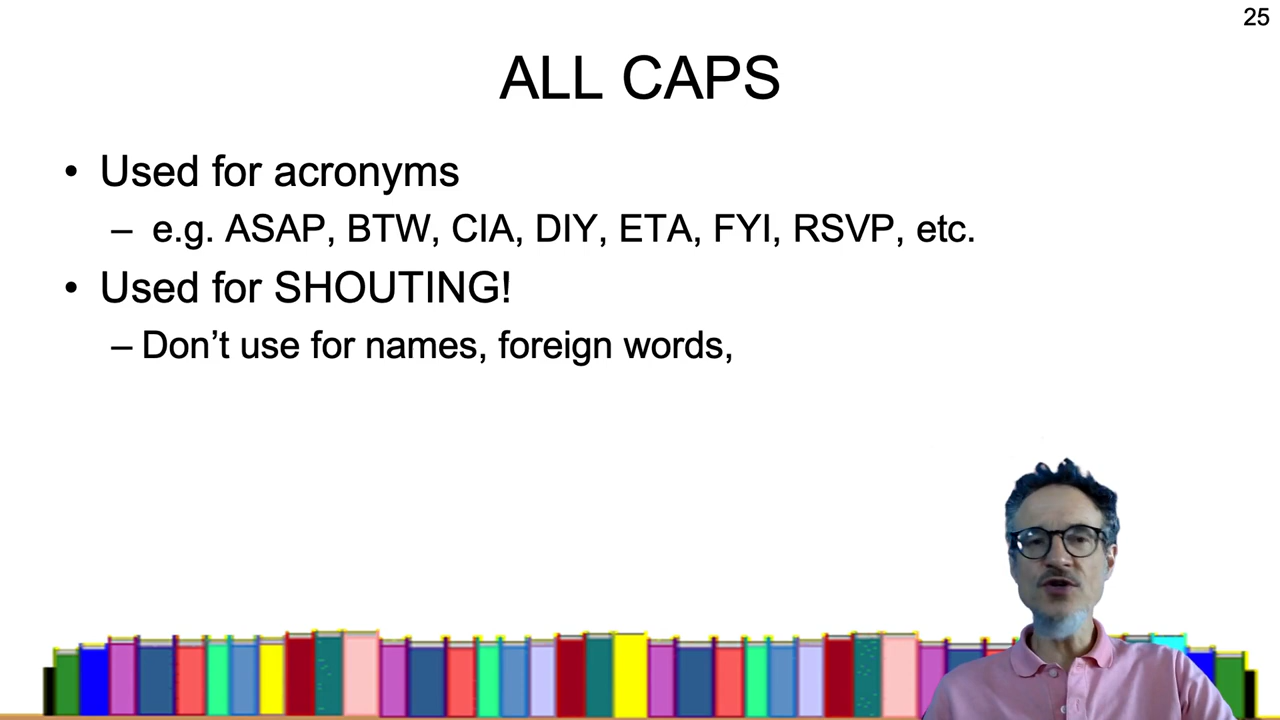 25
ALL CAPS
• Used for acronyms
– e.g. ASAP, BTW, CIA, DIY, ETA, FYI, RSVP, etc.
• Used for SHOUTING!
– Don’t use for names, foreign words,